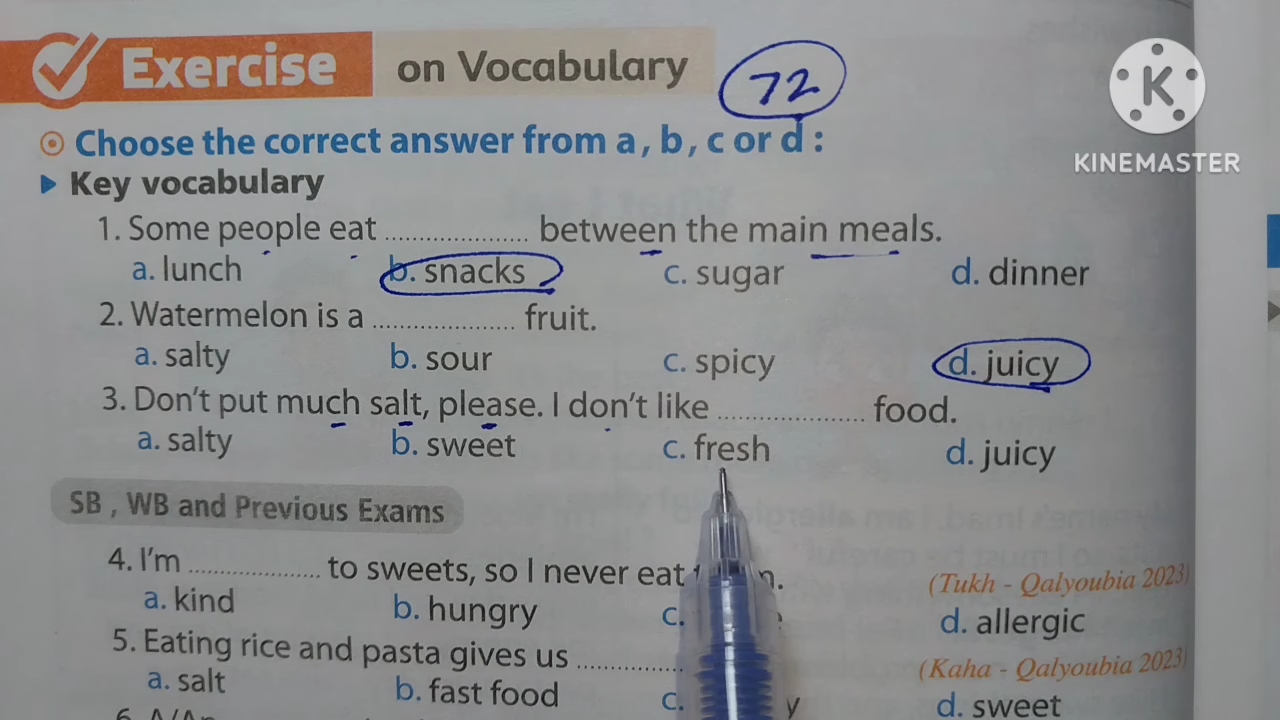 Exercise on Vocabulary 72
K
KINEMASTER
Choose the correct answer from a, b, c or d :
Key vocabulary
1. Some people eat .................... between the main meals.
a. lunch b. snacks c. sugar d. dinner
2. Watermelon is a .................... fruit.
a. salty b. sour c. spicy d. juicy
3. Don't put much salt, please. I don't like .................... food.
a. salty b. sweet c. fresh d. juicy
SB , WB and Previous Exams
4. I'm .................... to sweets, so I never eat (Tukh - Qalyoubia 2023)
a. kind b. hungry c. d. allergic
5. Eating rice and pasta gives us ................ (Kaha - Qalyoubia 2023)
a. salt b. fast food c. d. sweet